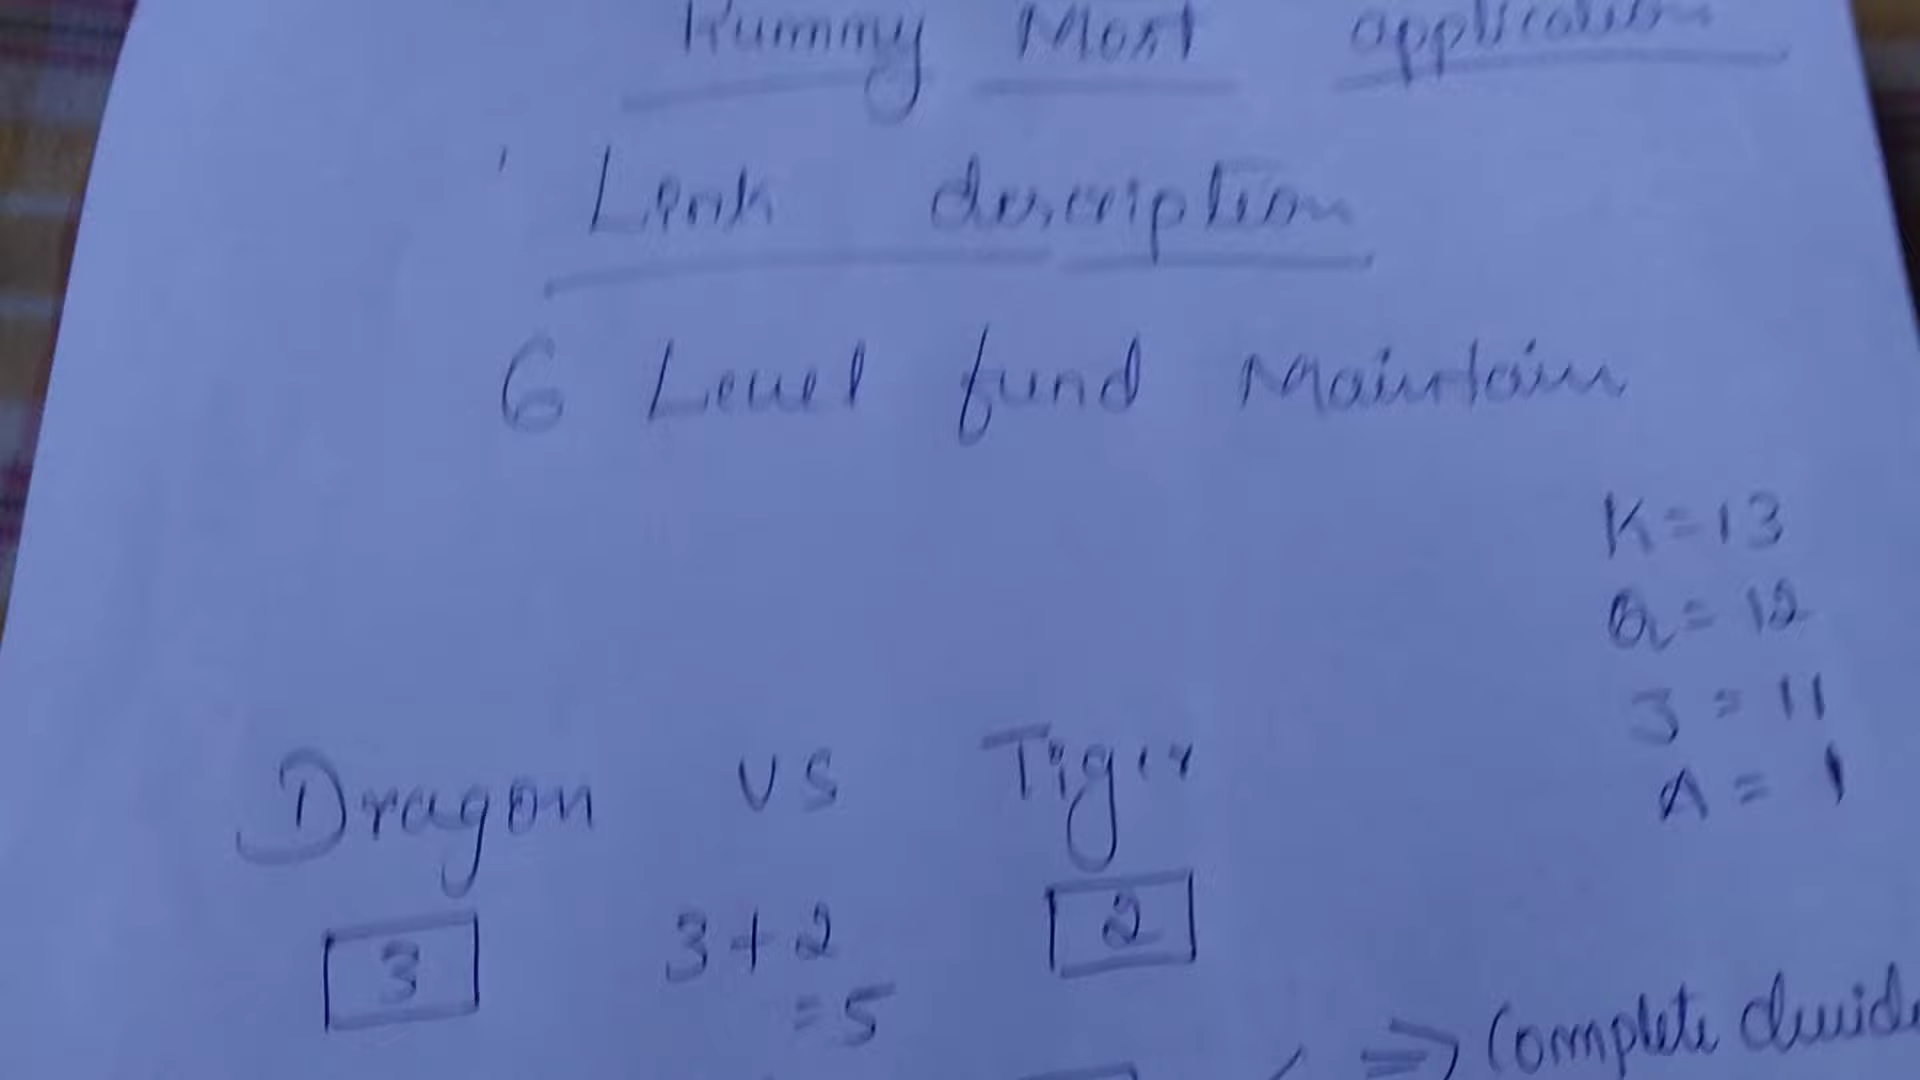 Rummy Most application
Link description
6 Level fund Maintain
K=13
Q=12
J=11
A=1
Dragon VS Tiger
3 3+2 2
=5
=> Complete divide